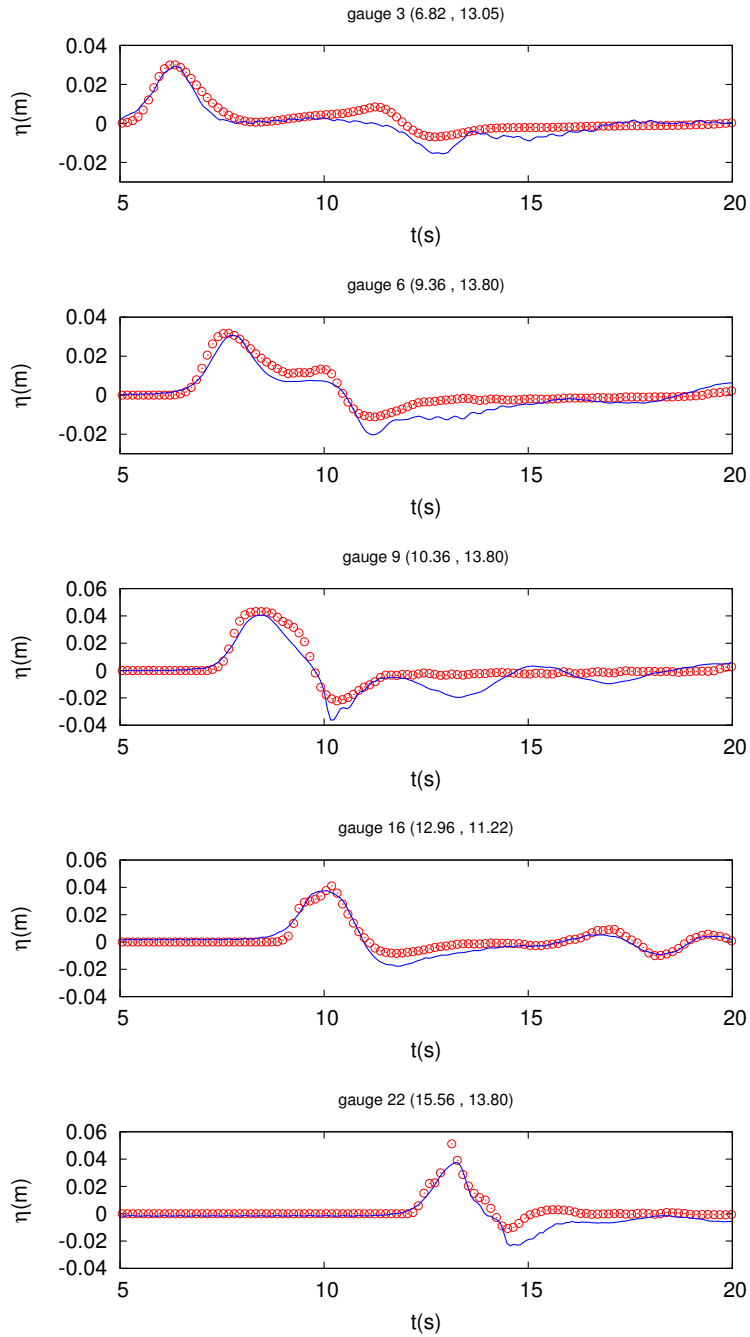 gauge 3 (6.82 , 13.05)
0.04
0.02
0
-0.02
η(m)
5 10 15 20
t(s)
gauge 6 (9.36 , 13.80)
0.04
0.02
0
-0.02
η(m)
5 10 15 20
t(s)
gauge 9 (10.36 , 13.80)
0.06
0.04
0.02
0
-0.02
-0.04
η(m)
5 10 15 20
t(s)
gauge 16 (12.96 , 11.22)
0.06
0.04
0.02
0
-0.02
-0.04
η(m)
5 10 15 20
t(s)
gauge 22 (15.56 , 13.80)
0.06
0.04
0.02
0
-0.02
-0.04
η(m)
5 10 15 20
t(s)